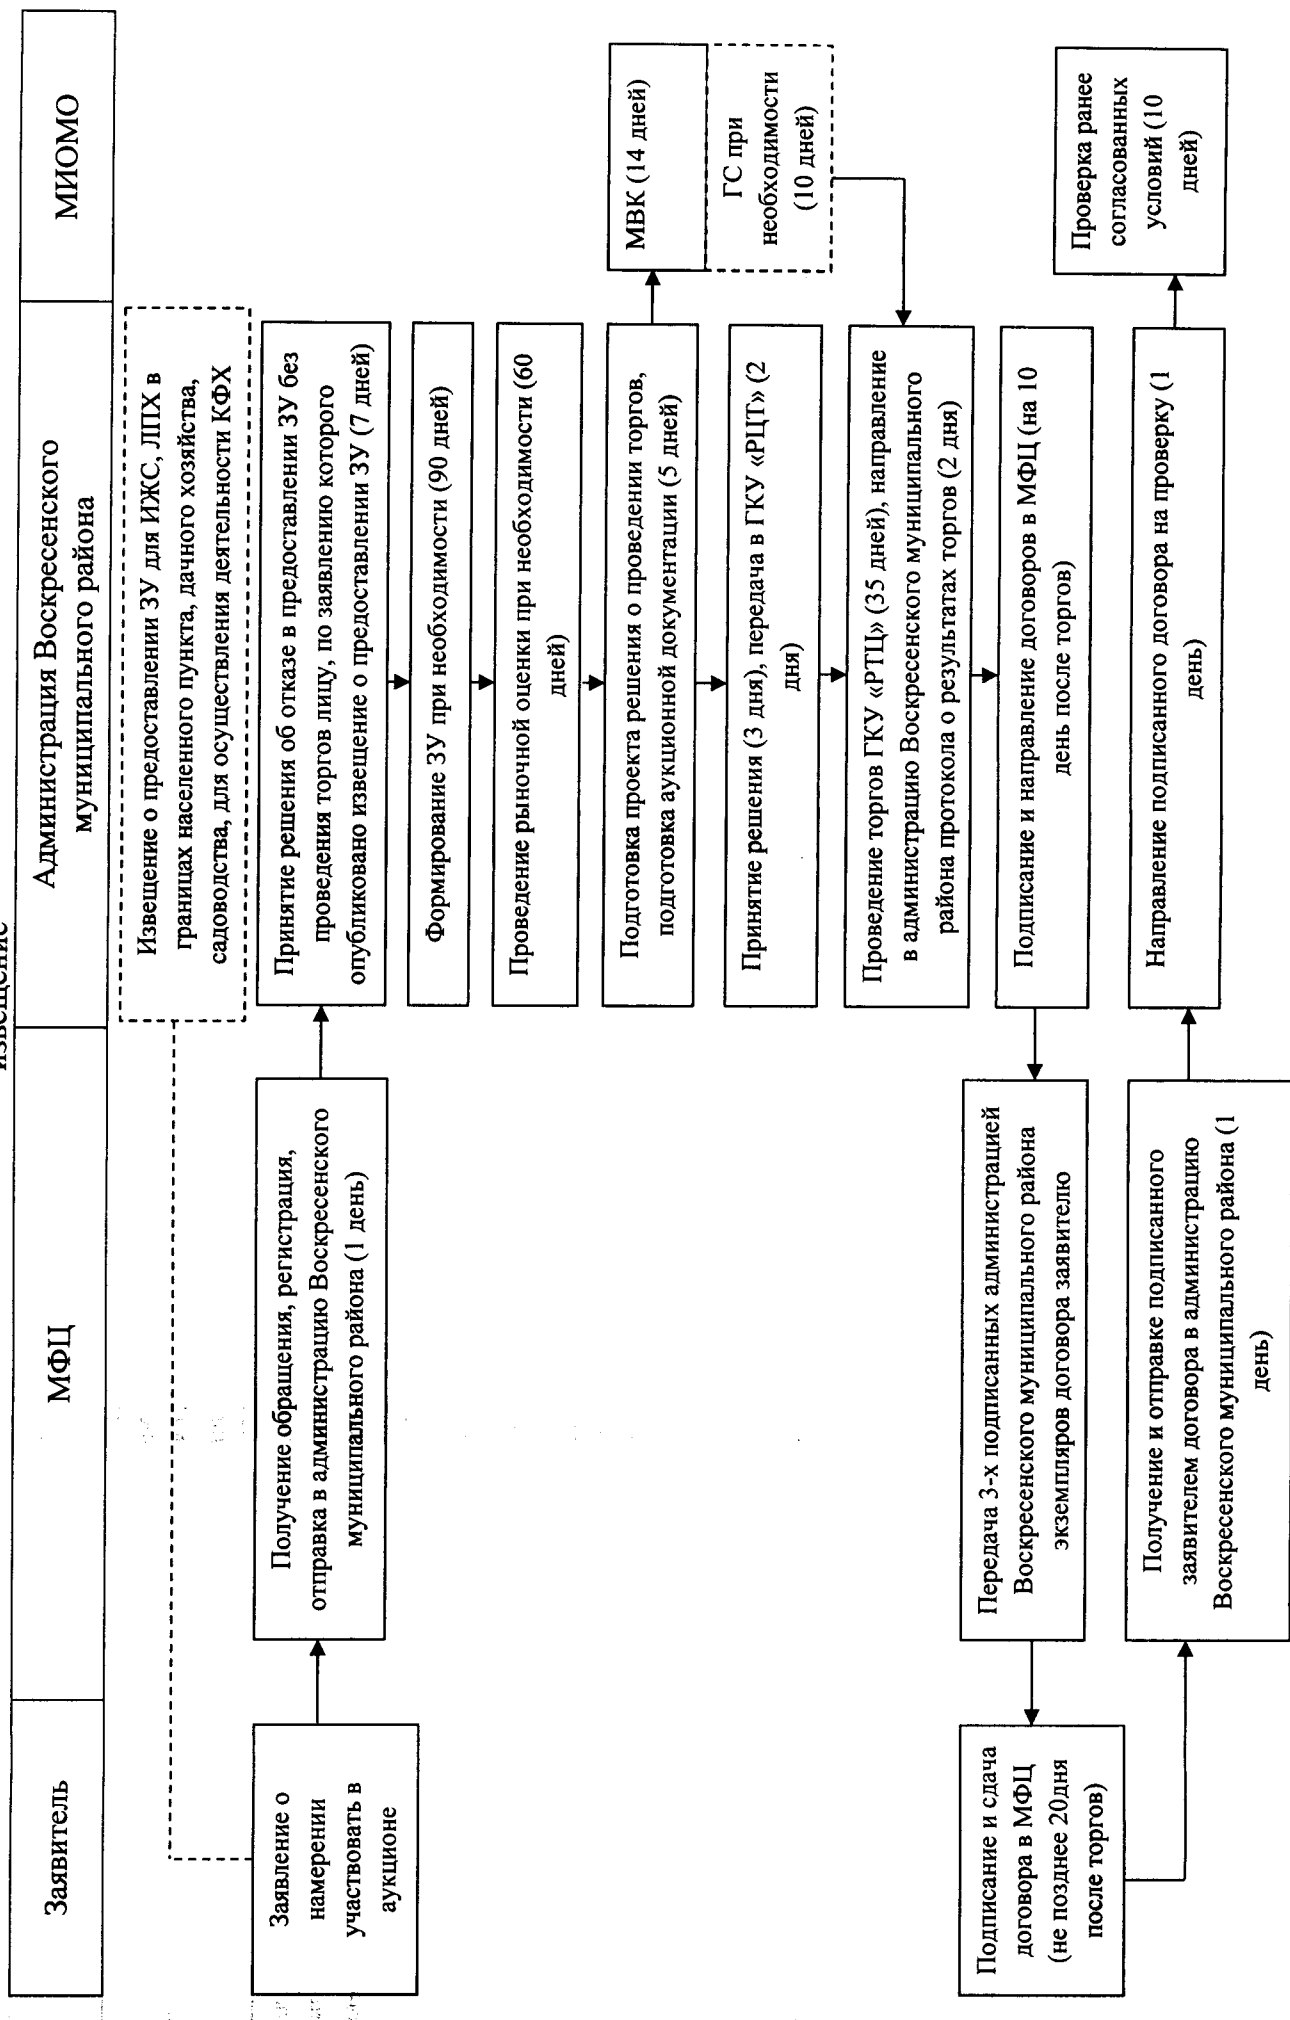 извещение
Заявитель
МФЦ
Администрация Воскресенского
муниципального района
МИОМО
Извещение о предоставлении ЗУ для ИЖС, ЛПХ в
границах населенного пункта, дачного хозяйства,
садоводства, для осуществления деятельности КФХ
Заявление о
намерении
участвовать в
аукционе
Получение обращения, регистрация,
отправка в администрацию Воскресенского
муниципального района (1 день)
Принятие решения об отказе в предоставлении ЗУ без
проведения торгов лицу, по заявлению которого
опубликовано извещение о предоставлении ЗУ (7 дней)
Формирование ЗУ при необходимости (90 дней)
Проведение рыночной оценки при необходимости (60
дней)
Подготовка проекта решения о проведении торгов,
подготовка аукционной документации (5 дней)
МВК (14 дней)
ГС при
необходимости
(10 дней)
Принятие решения (3 дня), передача в ГКУ «РЦТ» (2
дня)
Проведение торгов ГКУ «РТЦ» (35 дней), направление
в администрацию Воскресенского муниципального
района протокола о результатах торгов (2 дня)
Подписание и направление договоров в МФЦ (на 10
день после торгов)
Передача 3-х подписанных администрацией
Воскресенского муниципального района
экземпляров договора заявителю
Подписание и сдача
договора в МФЦ
(не позднее 20дня
после торгов)
Получение и отправке подписанного
заявителем договора в администрацию
Воскресенского муниципального района (1
день)
Направление подписанного договора на проверку (1
день)
Проверка ранее
согласованных
условий (10
дней)